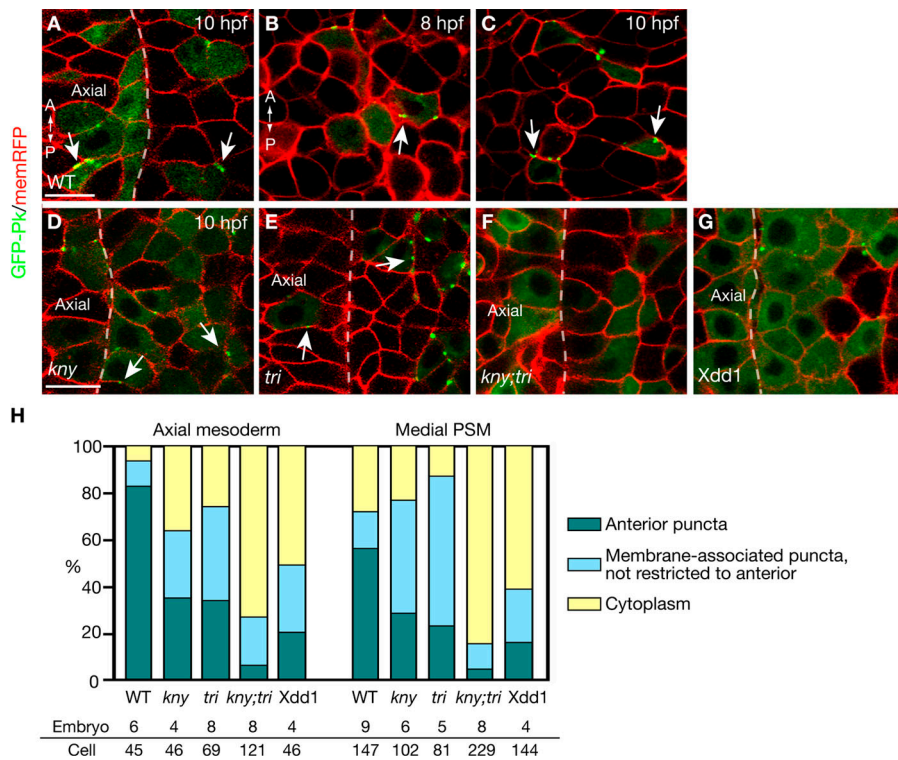 GFP-Pk/memRFP
A 10 hpf
Axial
A
P
WT
B 8 hpf
A
P
C 10 hpf
D 10 hpf
Axial
kny
E
Axial
tri
F
Axial
kny;tri
G
Axial
Xdd1
H
Axial mesoderm Medial PSM
100
80
60
%
40
20
0
WT kny tri kny;tri Xdd1 WT kny tri kny;tri Xdd1
Embryo 6 4 8 8 4 9 6 5 8 4
Cell 45 46 69 121 46 147 102 81 229 144
Anterior puncta
Membrane-associated puncta,
not restricted to anterior
Cytoplasm